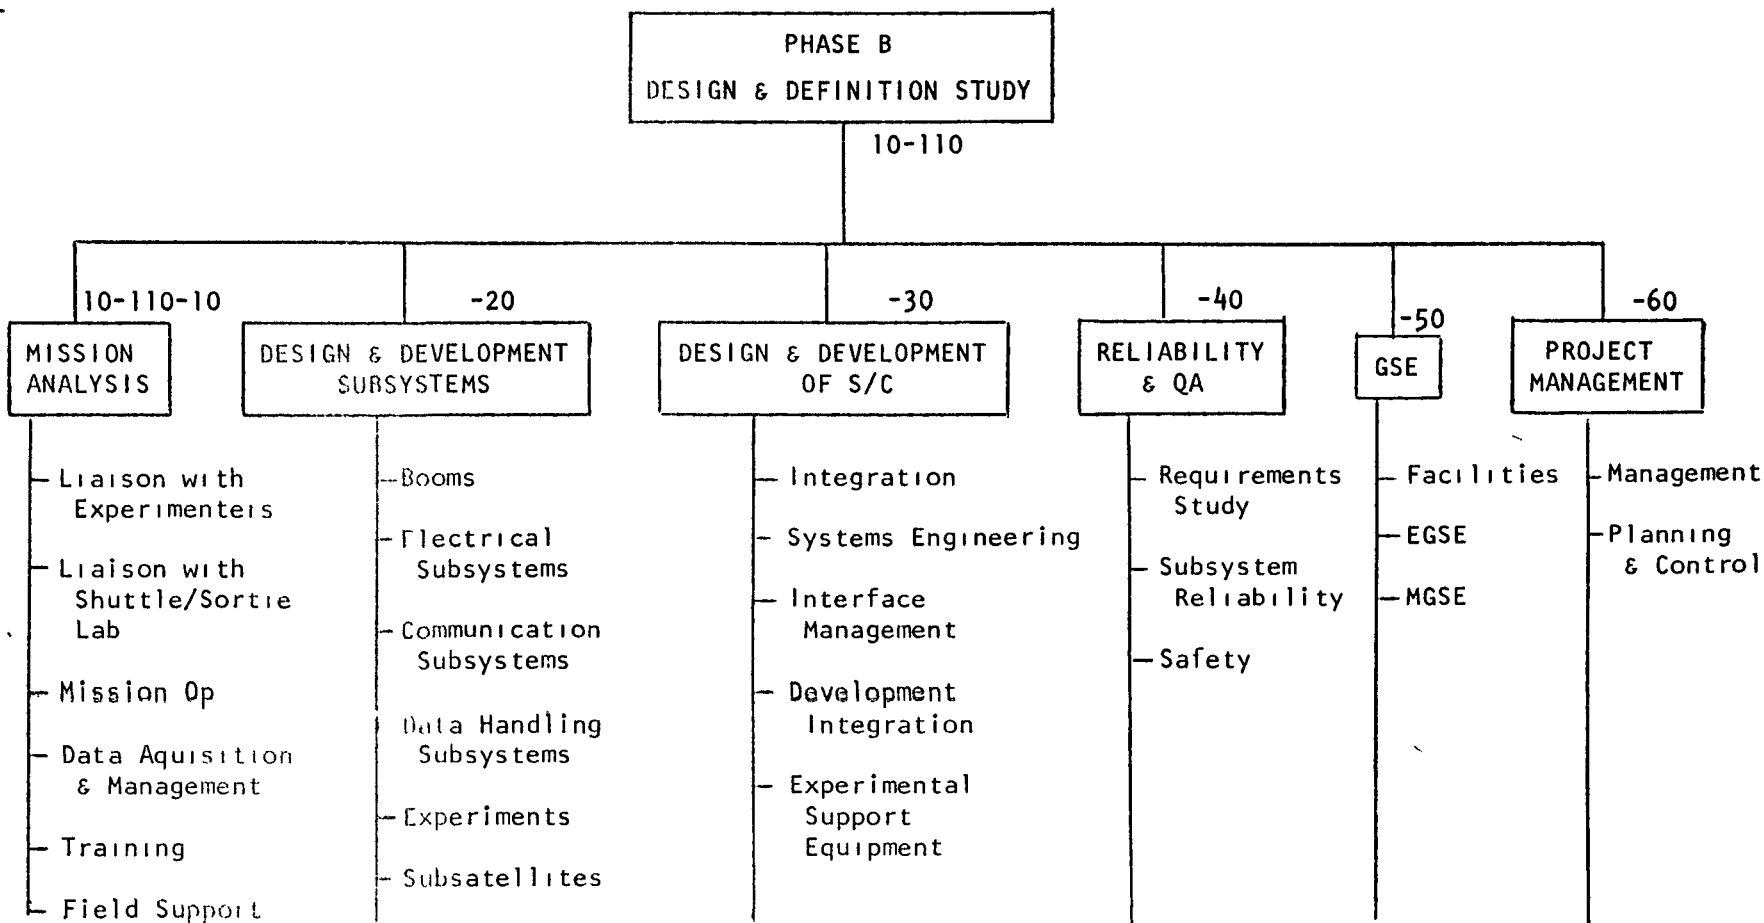 PHASE B
DESIGN & DEFINITION STUDY
10-110
10-110-10
MISSION
ANALYSIS
Liaison with
Experimenters
Liaison with
Shuttle/Sortie
Lab
Mission Op
Data Aquisition
& Management
Training
Field Support
-20
DESIGN & DEVELOPMENT
SUBSYSTEMS
Booms
Electrical
Subsystems
Communication
Subsystems
Data Handling
Subsystems
Experiments
Subsatellites
-30
DESIGN & DEVELOPMENT
OF S/C
Integration
Systems Engineering
Interface
Management
Development
Integration
Experimental
Support
Equipment
-40
RELIABILITY
& QA
Requirements
Study
Subsystem
Reliability
Safety
-50
GSE
Facilities
EGSE
MGSE
-60
PROJECT
MANAGEMENT
Management
Planning
& Control